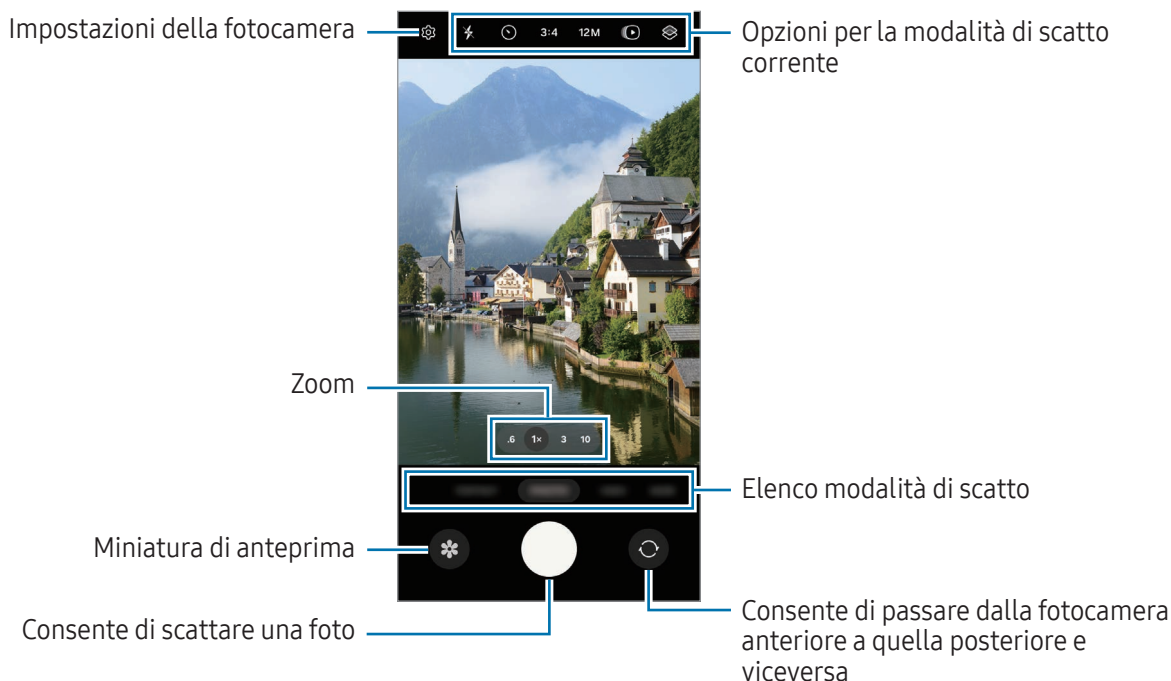 Impostazioni della fotocamera
3:4
12M
Opzioni per la modalità di scatto
corrente
Zoom
.6 1× 3 10
Elenco modalità di scatto
Miniatura di anteprima
Consente di scattare una foto
Consente di passare dalla fotocamera
anteriore a quella posteriore e
viceversa